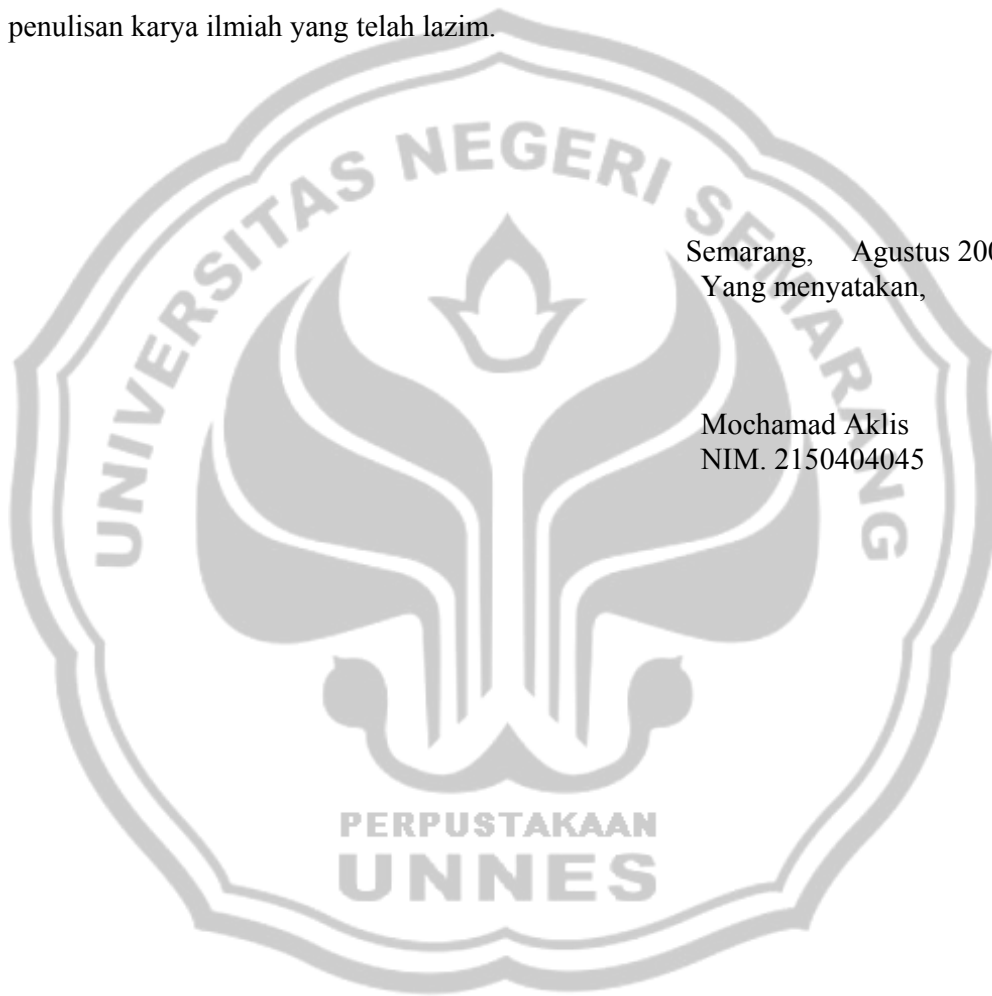 penulisan karya ilmiah yang telah lazim.
UNIVERSITAS NEGERI SEMARANG
Semarang, Agustus 200
Yang menyatakan,
Mochamad Aklis
NIM. 2150404045
PERPUSTAKAAN
UNNES